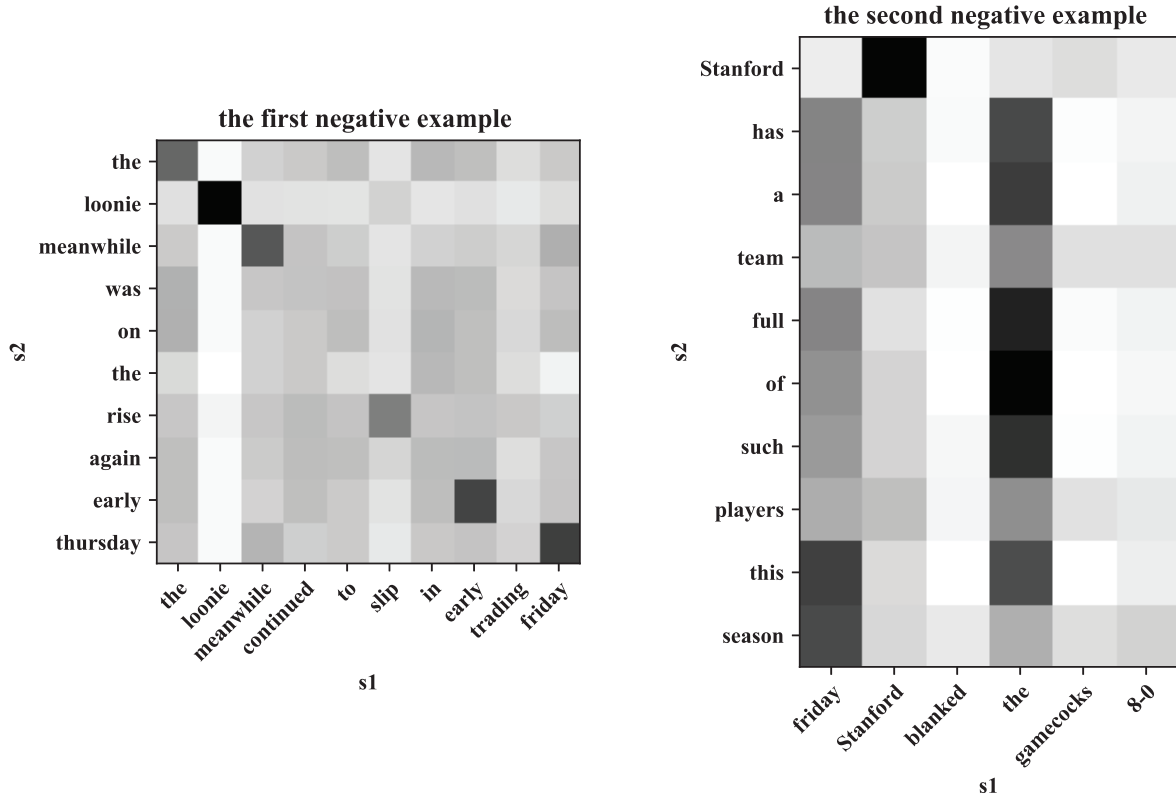 the first negative example
the
loonie
meanwhile
was
on
the
rise
again
early
thursday
s2
the
loonie
meanwhile
continued
to
slip
in
early
trading
friday
s1
the second negative example
Stanford
has
a
team
full
of
such
players
this
season
s2
friday
Stanford
blanked
the
gamecocks
8-0
s1